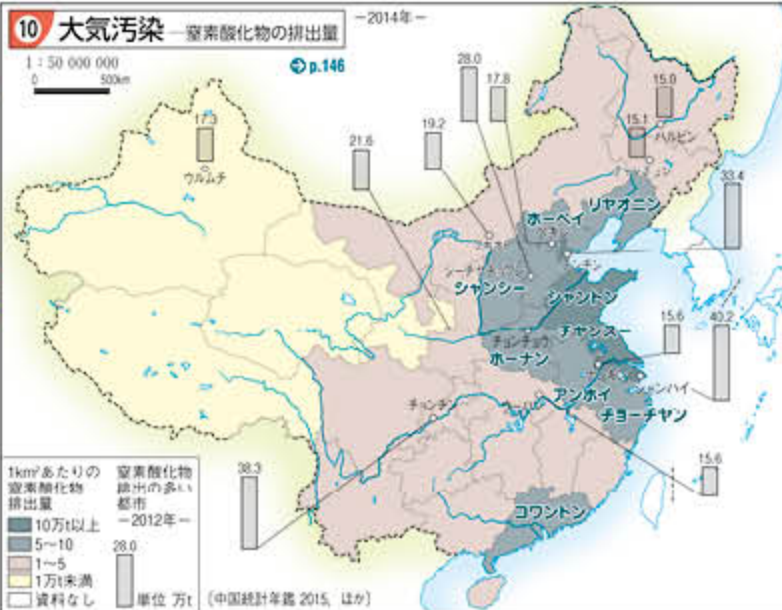 10 大気汚染 ―窒素酸化物の排出量
－2014年－
1：50 000 000
0 500km
p.146
17.3
ウルムチ
21.6
19.2
28.0
17.8
15.0
ハルビン
15.1
33.4
リヤオニン
ホーペイ
シャンシー
シャントン
チョンチョウ
ホーナン
チヤンスー
15.6
40.2
シャンハイ
アンホイ
チョーチヤン
チョンチン
38.3
15.6
コワントン
1km²あたりの
窒素酸化物
排出量
10万t以上
5～10
1～5
1万t未満
資料なし
窒素酸化物
排出の多い
都市
－2012年－
28.0
単位 万t
(中国統計年鑑 2015, ほか)